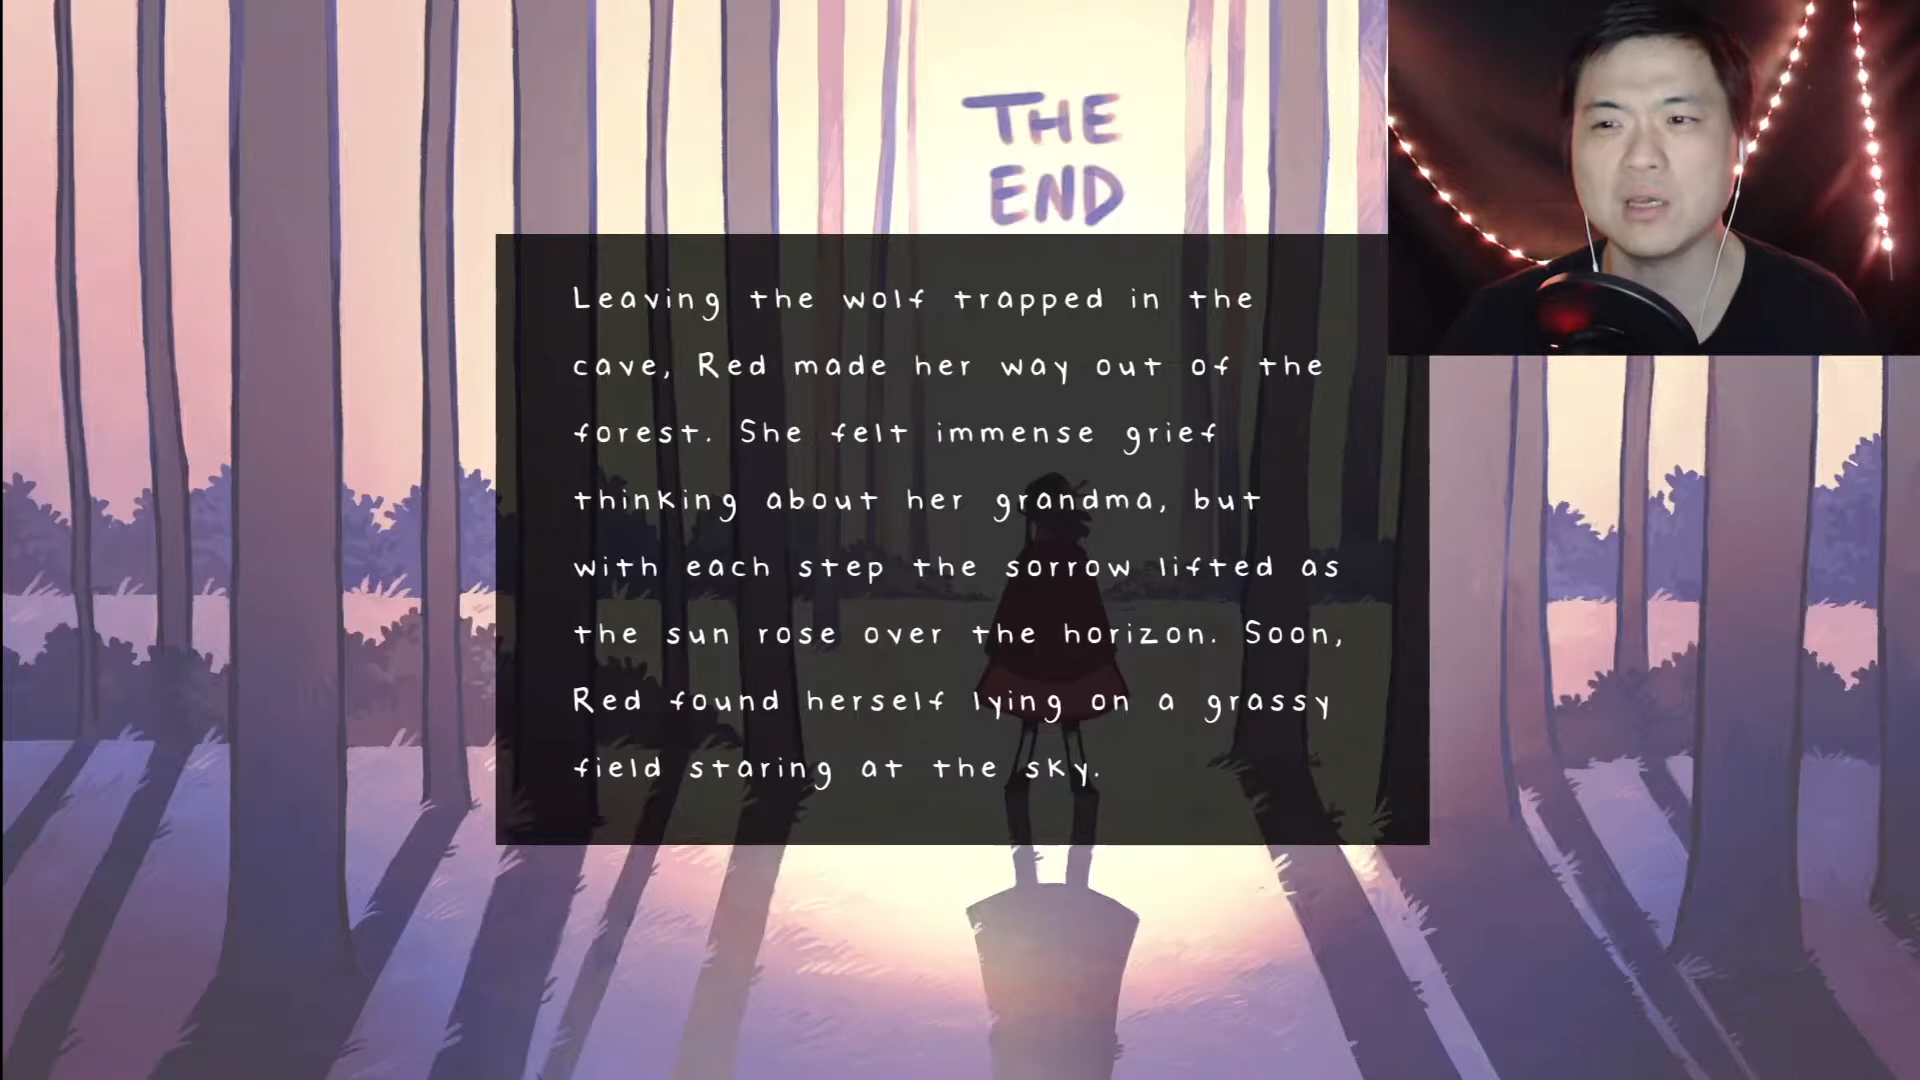 THE
END
Leaving the wolf trapped in the
cave, Red made her way out of the
forest. She felt immense grief
thinking about her grandma, but
with each step the sorrow lifted as
the sun rose over the horizon. Soon,
Red found herself lying on a grassy
field staring at the sky.